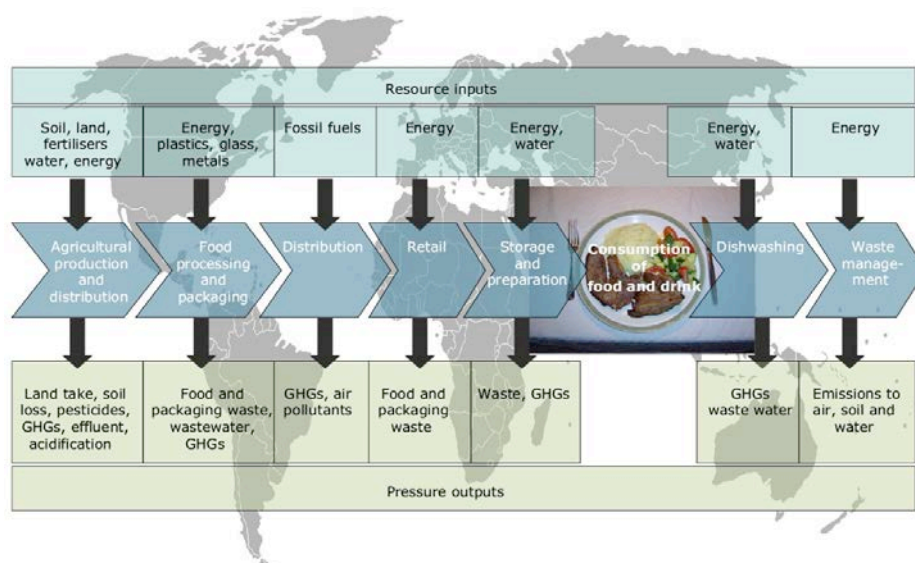 Resource inputs
Soil, land,
fertilisers
water, energy
Energy,
plastics, glass,
metals
Fossil fuels
Energy
Energy,
water
Energy,
water
Energy
Agricultural
production
and
distribution
Food
processing
and
packaging
Distribution
Retail
Storage
and
preparation
Consumption
of
food and drink
Dishwashing
Waste
manage-
ment
Land take, soil
loss, pesticides,
GHGs, effluent,
acidification
Food and
packaging waste,
wastewater,
GHGs
GHGs, air
pollutants
Food and
packaging
waste
Waste, GHGs
GHGs
waste water
Emissions to
air, soil and
water
Pressure outputs